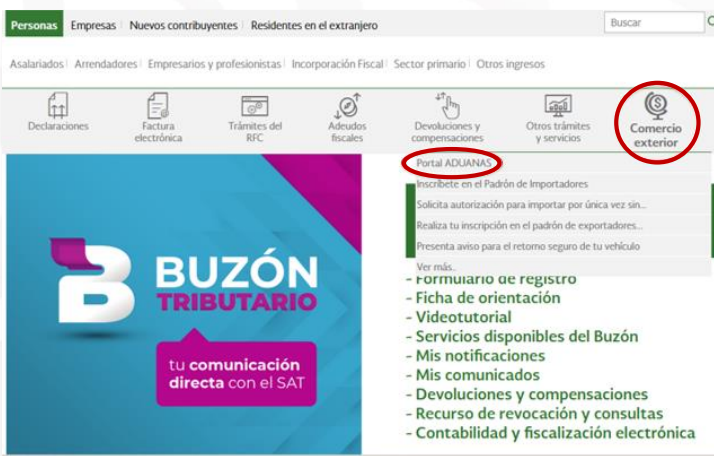 Personas Empresas Nuevos contribuyentes Residentes en el extranjero Buscar
Asalariados Arrendadores Empresarios y profesionistas Incorporación Fiscal Sector primario Otros ingresos
Declaraciones
Factura
electrónica
Trámites del
RFC
Adeudos
fiscales
Devoluciones y
compensaciones
Otros trámites
y servicios
Comercio
exterior
Portal ADUANAS
Inscríbete en el Padrón de Importadores
Solicita autorización para importar por única vez sin...
Realiza tu inscripción en el padrón de exportadores...
Presenta aviso para el retorno seguro de tu vehículo
Ver más..
BUZÓN
TRIBUTARIO
tu comunicación
directa con el SAT
- Formulario de registro
- Ficha de orientación
- Videotutorial
- Servicios disponibles del Buzón
- Mis notificaciones
- Mis comunicados
- Devoluciones y compensaciones
- Recurso de revocación y consultas
- Contabilidad y fiscalización electrónica